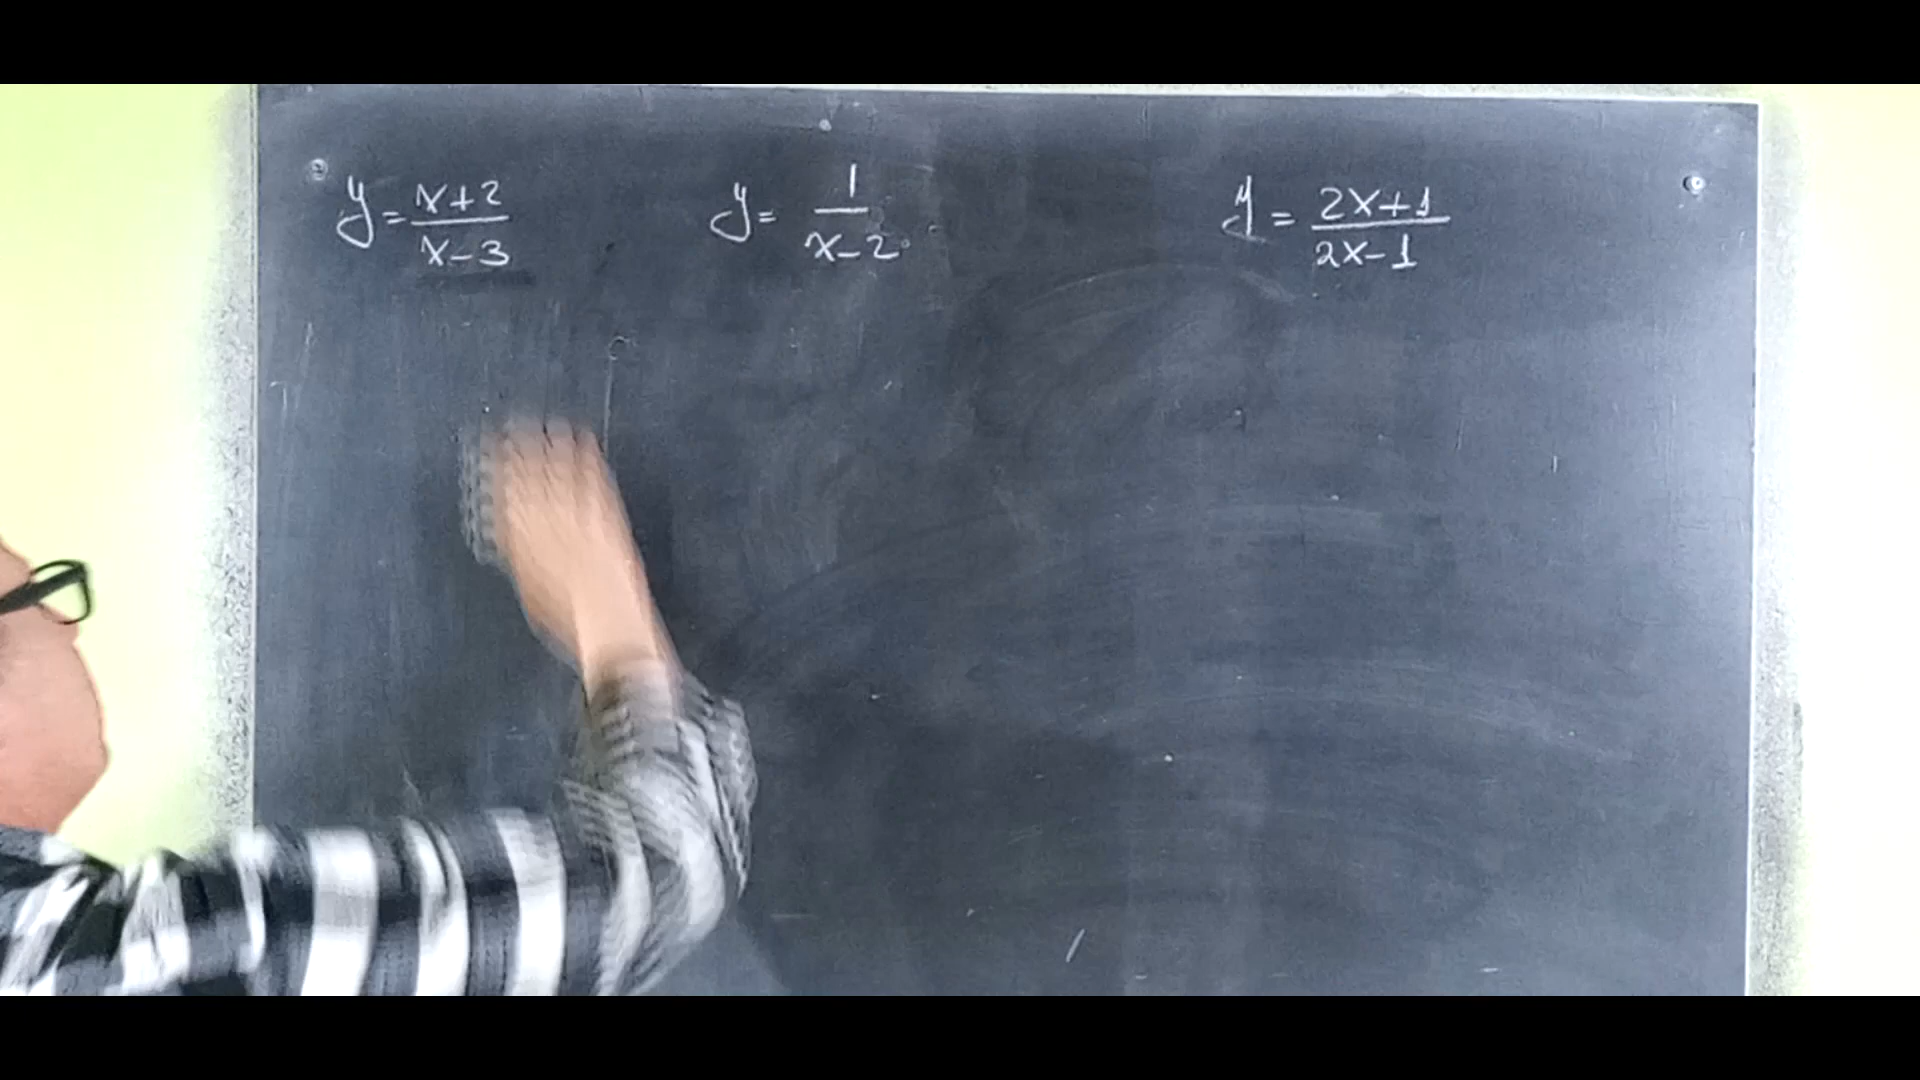 y = x+2 / x-3
y = 1 / x-2
y = 2x+1 / 2x-1